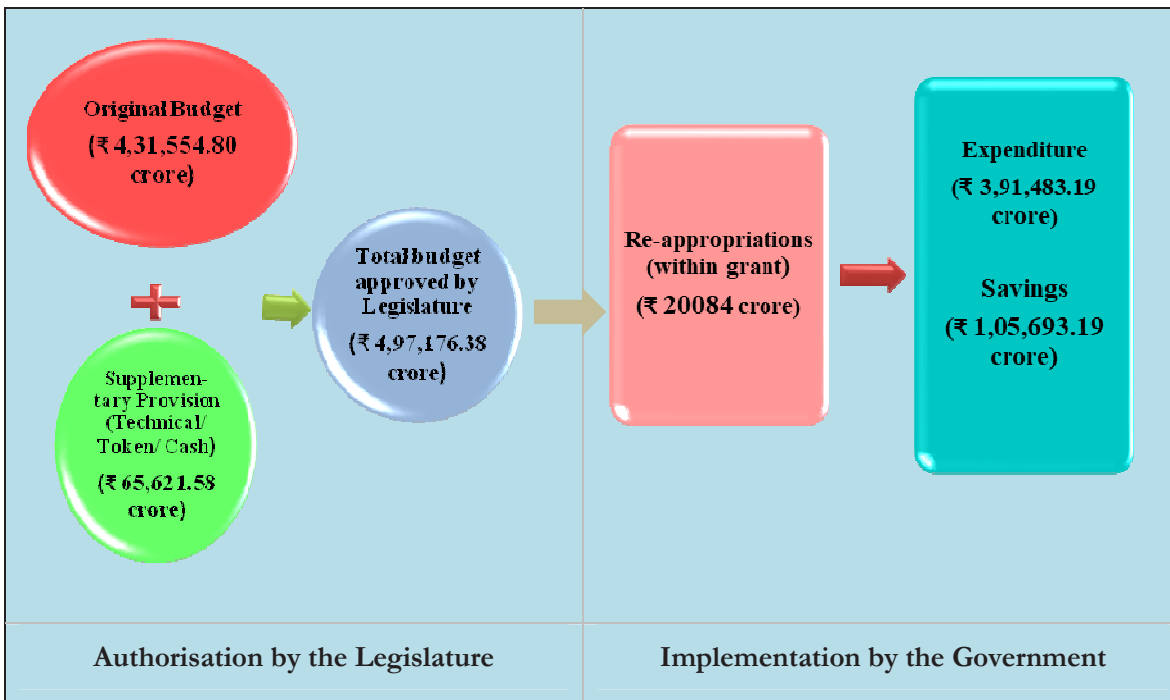 Original Budget
(₹ 4,31,554.80
crore)
Supplemen-
tary Provision
(Technical/
Token/ Cash)
(₹ 65,621.58
crore)
Total budget
approved by
Legislature
(₹ 4,97,176.38
crore)
Re-appropriations
(within grant)
(₹ 20084 crore)
Expenditure
(₹ 3,91,483.19
crore)
Savings
(₹ 1,05,693.19
crore)
Authorisation by the Legislature
Implementation by the Government